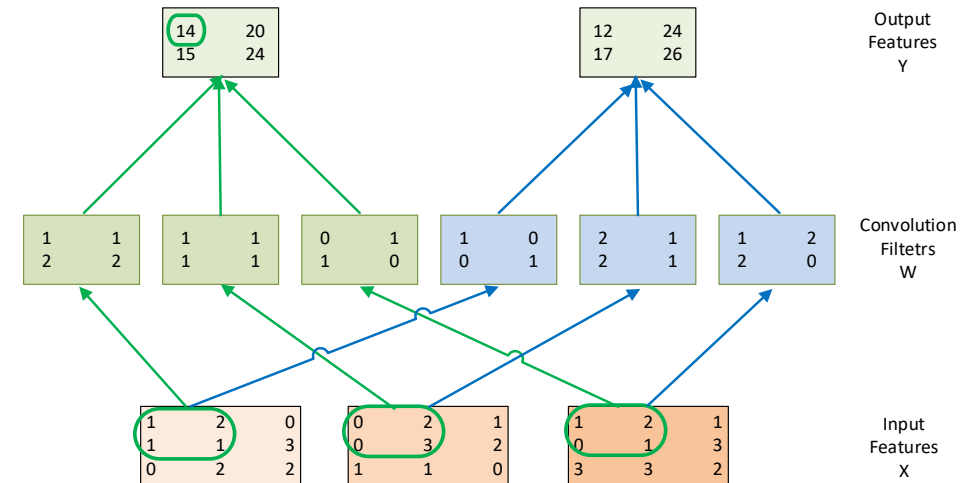 14 20
15 24
12 24
17 26
Output
Features
Y
1 1
2 2
1 1
1 1
0 1
1 0
1 0
0 1
2 1
2 1
1 2
2 0
Convolution
Filtetrs
W
1 2 0
1 1 3
0 2 2
0 2 1
0 3 2
1 1 0
1 2 1
0 1 3
3 3 2
Input
Features
X